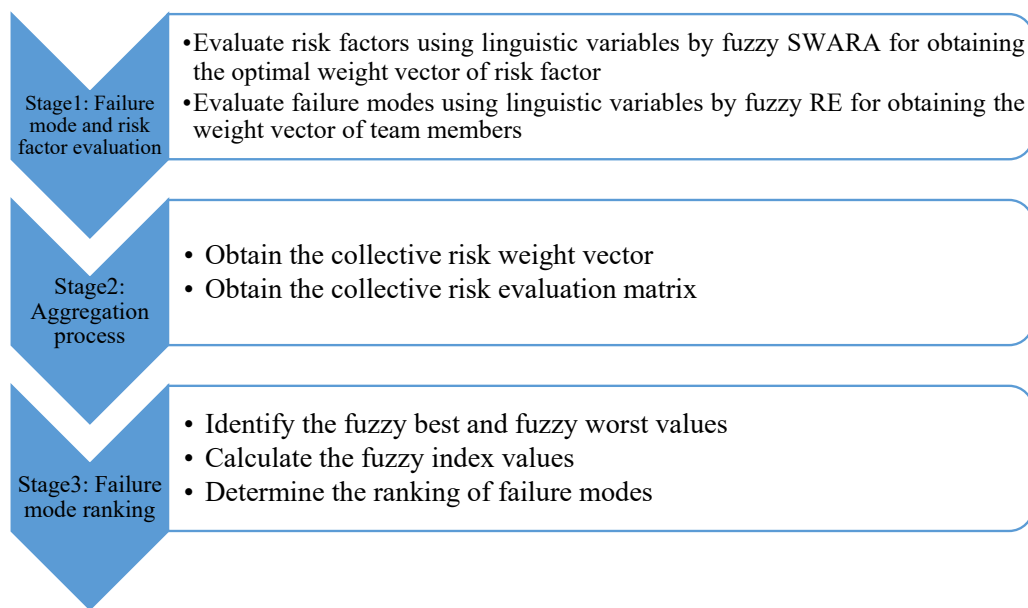 Stage1: Failure
mode and risk
factor evaluation
•Evaluate risk factors using linguistic variables by fuzzy SWARA for obtaining
the optimal weight vector of risk factor
•Evaluate failure modes using linguistic variables by fuzzy RE for obtaining the
weight vector of team members
Stage2:
Aggregation
process
• Obtain the collective risk weight vector
• Obtain the collective risk evaluation matrix
Stage3: Failure
mode ranking
• Identify the fuzzy best and fuzzy worst values
• Calculate the fuzzy index values
• Determine the ranking of failure modes